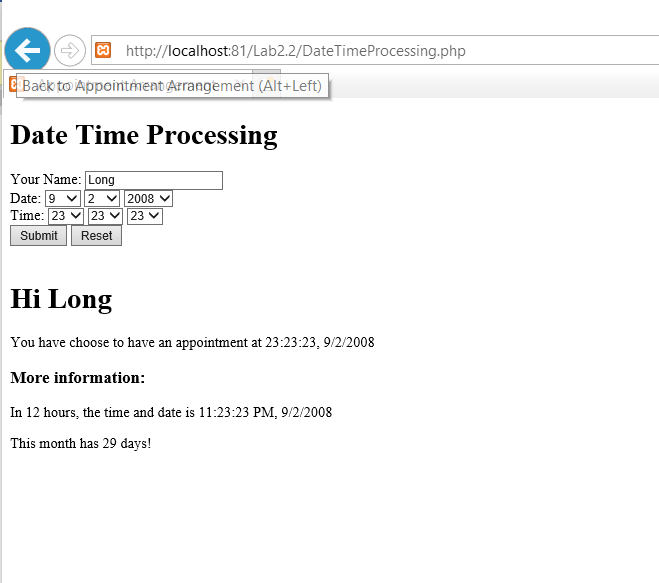 http://localhost:81/Lab2.2/DateTimeProcessing.php
Back to Appointment Arrangement (Alt+Left)
Date Time Processing
Your Name: Long
Date: 9 2 2008
Time: 23 23 23
Submit Reset
Hi Long
You have choose to have an appointment at 23:23:23, 9/2/2008
More information:
In 12 hours, the time and date is 11:23:23 PM, 9/2/2008
This month has 29 days!